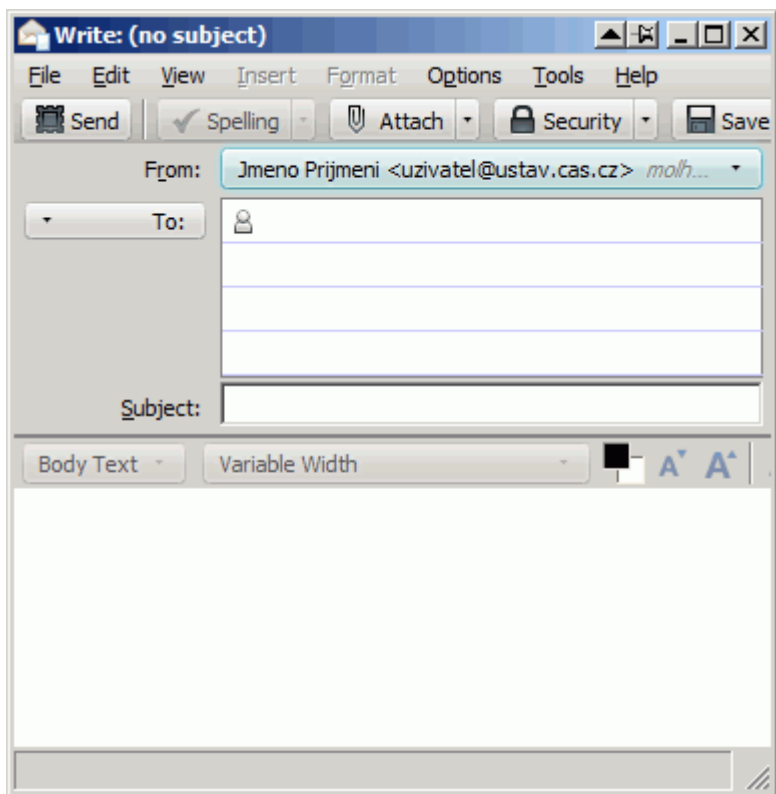 Write: (no subject)
File Edit View Insert Format Options Tools Help
Send Spelling Attach Security Save
From: Jmeno Prijmeni <uzivatel@ustav.cas.cz> molh...
To:
Subject:
Body Text Variable Width A A